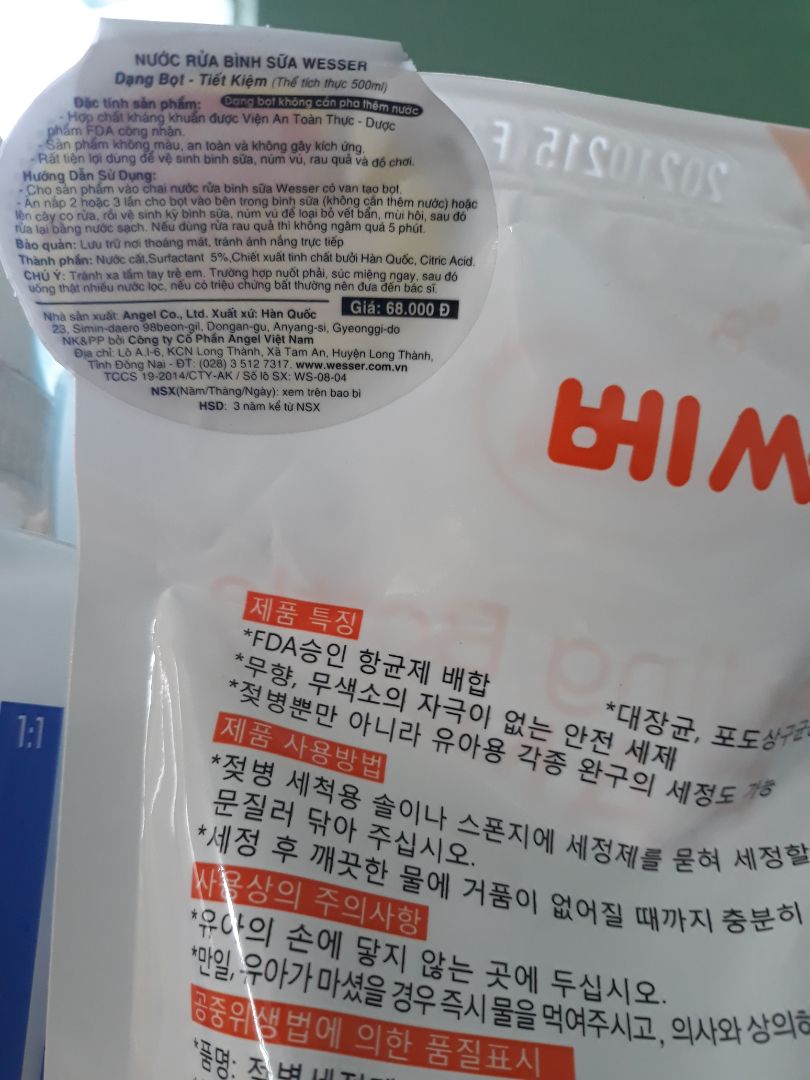 NƯỚC RỬA BÌNH SỮA WESSER
Dạng Bọt - Tiết Kiệm (Thể tích thực 500ml)
Đặc tính sản phẩm: Dạng bọt không cần pha thêm nước
- Hợp chất kháng khuẩn được Viện An Toàn Thực - Dược
phẩm FDA công nhận.
- Sản phẩm không màu, an toàn và không gây kích ứng.
- Rất tiện lợi dùng để vệ sinh bình sữa, núm vú, rau quả và đồ chơi.
Hướng Dẫn Sử Dụng:
- Cho sản phẩm vào chai nước rửa bình sữa Wesser có van tạo bọt.
- Ấn nắp 2 hoặc 3 lần cho bọt vào bên trong bình sữa (không cần thêm nước) hoặc
lên cây cọ rửa, rồi vệ sinh kỹ bình sữa, núm vú để loại bỏ vết bẩn, mùi hôi, sau đó
rửa lại bằng nước sạch. Nếu dùng rửa rau quả thì không ngâm quá 5 phút.
Bảo quản: Lưu trữ nơi thoáng mát, tránh ánh nắng trực tiếp
Thành phần: Nước cất,Surfactant 5%,Chiết xuất tinh chất bưởi Hàn Quốc, Citric Acid.
CHÚ Ý: Tránh xa tầm tay trẻ em. Trường hợp nuốt phải, súc miệng ngay, sau đó
uống thật nhiều nước lọc, nếu có triệu chứng bất thường nên đưa đến bác sĩ.
Giá: 68.000 Đ
Nhà sản xuất: Angel Co., Ltd. Xuất xứ: Hàn Quốc
23, Simin-daero 98beon-gil, Dongan-gu, Anyang-si, Gyeonggi-do
NK&PP bởi Công ty Cổ Phần Angel Việt Nam
Địa chỉ: Lô A.I-6, KCN Long Thành, Xã Tam An, Huyện Long Thành,
Tỉnh Đồng Nai - ĐT: (028) 3 512 7317. www.wesser.com.vn
TCCS 19-2014/CTY-AK / Số lô SX: WS-08-04
NSX(Năm/Tháng/Ngày): xem trên bao bì
HSD: 3 năm kể từ NSX
20210215 F
베
제품 특징
*FDA승인 항균제 배합
*대장균, 포도상구균
*무향, 무색소의 자극이 없는 안전 세제
*젖병뿐만 아니라 유아용 각종 완구의 세정도 가능
제품 사용방법
*젖병 세척용 솔이나 스폰지에 세정제를 묻혀 세정할
문질러 닦아 주십시오.
*세정 후 깨끗한 물에 거품이 없어질 때까지 충분히
사용상의 주의사항
*유아의 손에 닿지 않는 곳에 두십시오.
*만일, 유아가 마셨을 경우 즉시 물을 먹여주시고, 의사와 상의하
공중위생법에 의한 품질표시
*품명: 젖병세정제
1:1